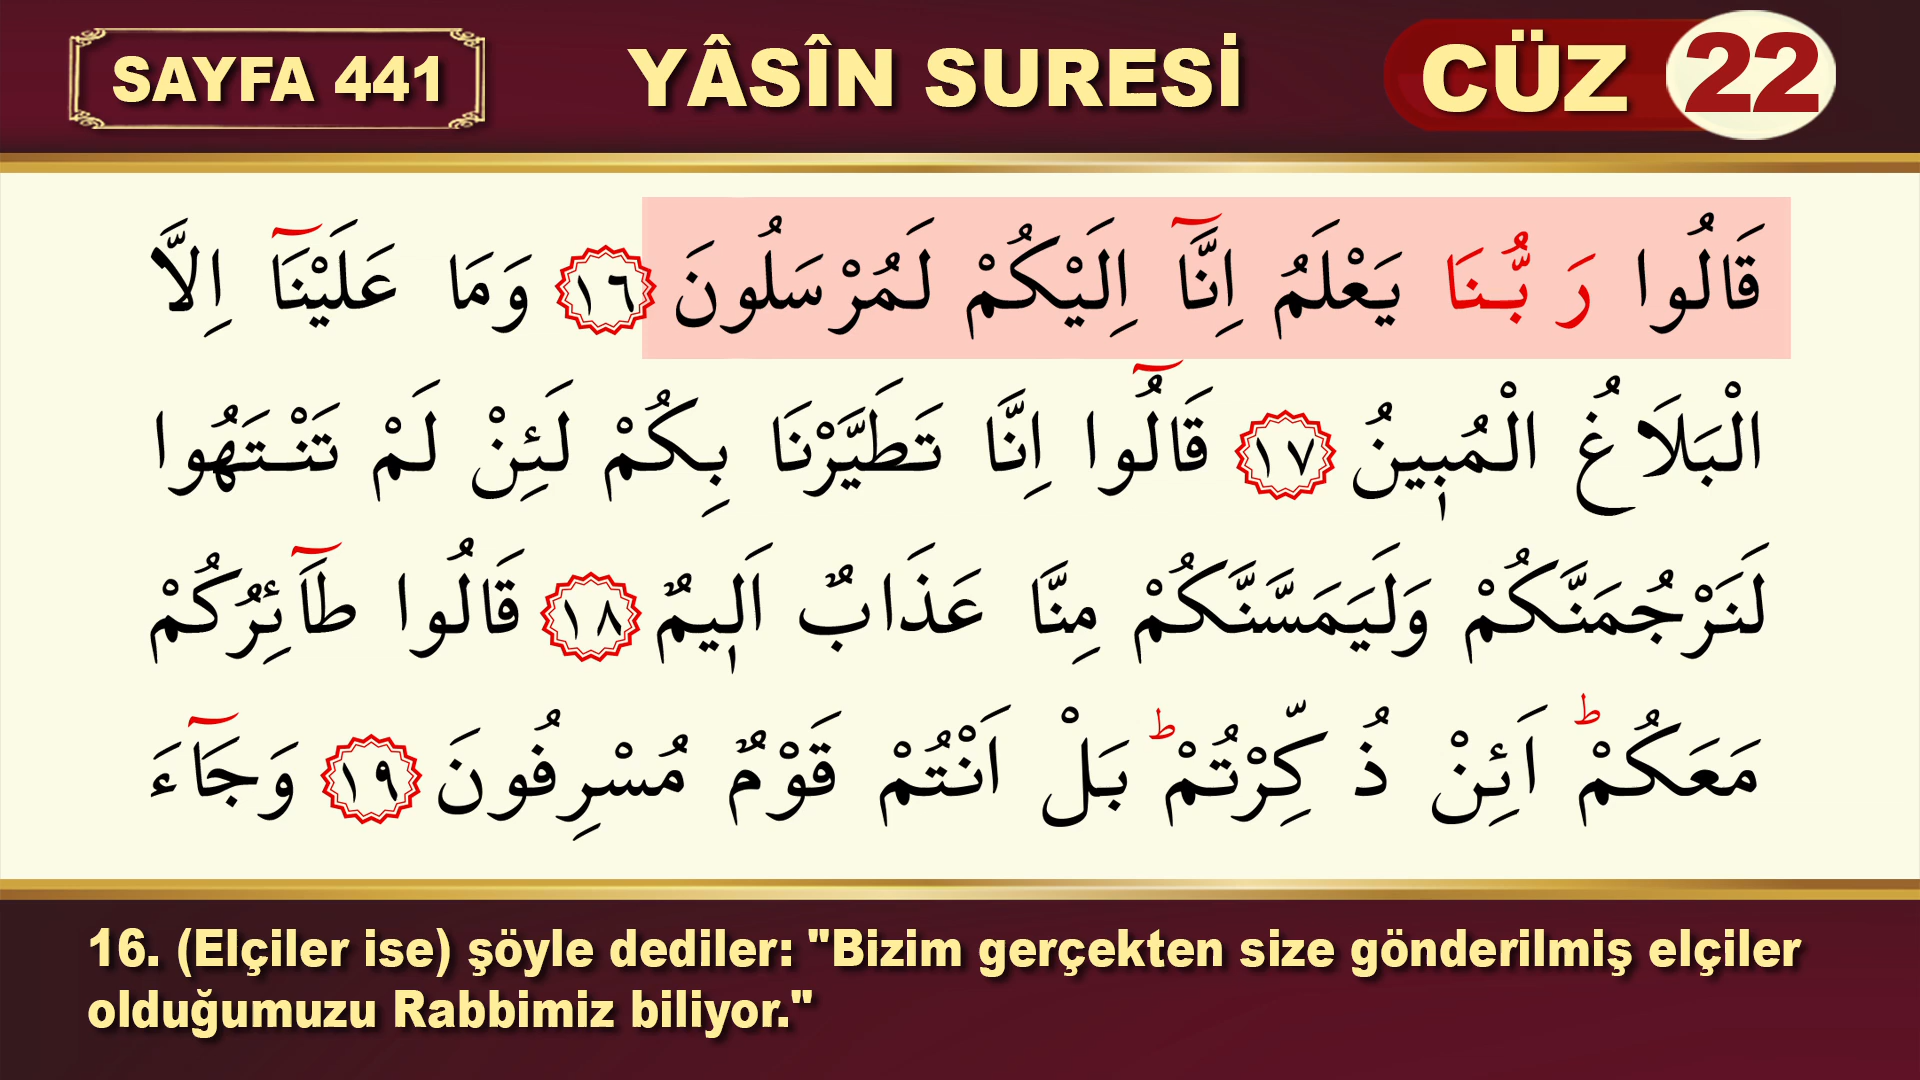 SAYFA 441
YÂSÎN SURESİ
CÜZ 22
قَالُوا رَبُّنَا يَعْلَمُ اِنَّٓا اِلَيْكُمْ لَمُرْسَلُونَ ﴿١٦﴾ وَمَا عَلَيْنَٓا اِلَّا
الْبَلَاغُ الْمُب۪ينُ ﴿١٧﴾ قَالُٓوا اِنَّا تَطَيَّرْنَا بِكُمْ لَئِنْ لَمْ تَنْتَهُوا
لَنَرْجُمَنَّكُمْ وَلَيَمَسَّنَّكُمْ مِنَّا عَذَابٌ اَل۪يمٌ ﴿١٨﴾ قَالُوا طَٓائِرُكُمْ
مَعَكُمْۜ اَئِنْ ذُكِّرْتُمْۜ بَلْ اَنْتُمْ قَوْمٌ مُسْرِفُونَ ﴿١٩﴾ وَجَٓاءَ
16. (Elçiler ise) şöyle dediler: "Bizim gerçekten size gönderilmiş elçiler
olduğumuzu Rabbimiz biliyor."